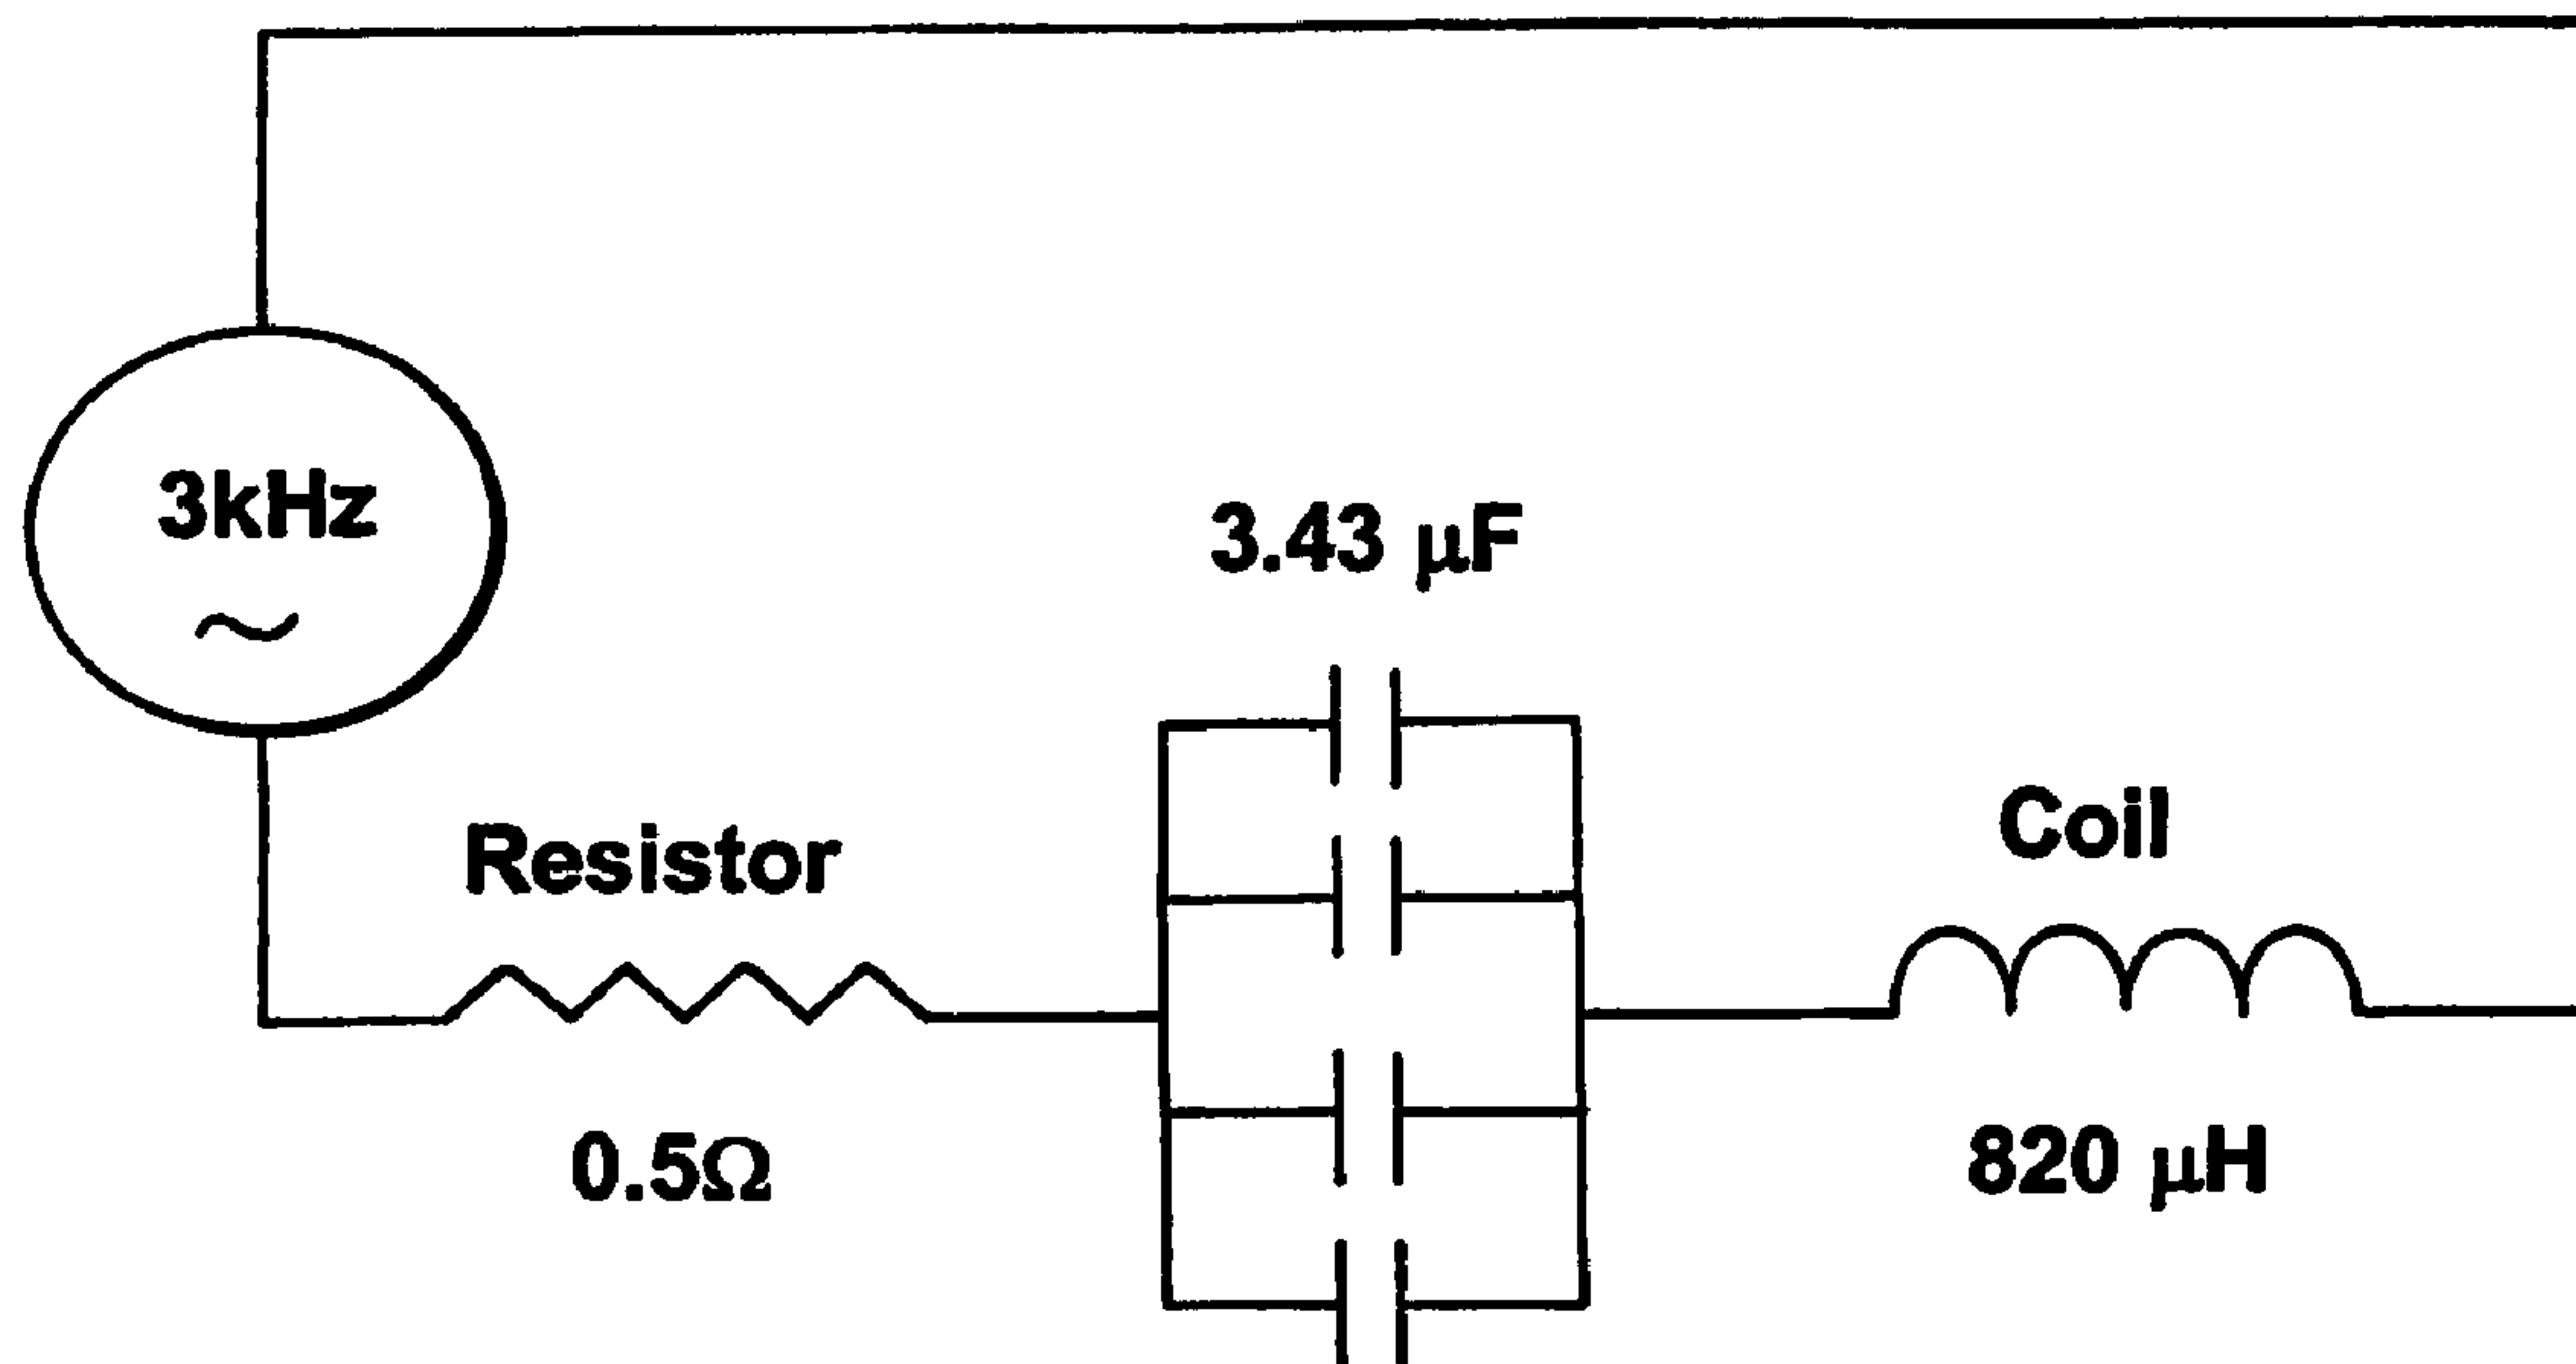 3kHz
~
3.43 μF
Resistor
Coil
0.5Ω
820 μH